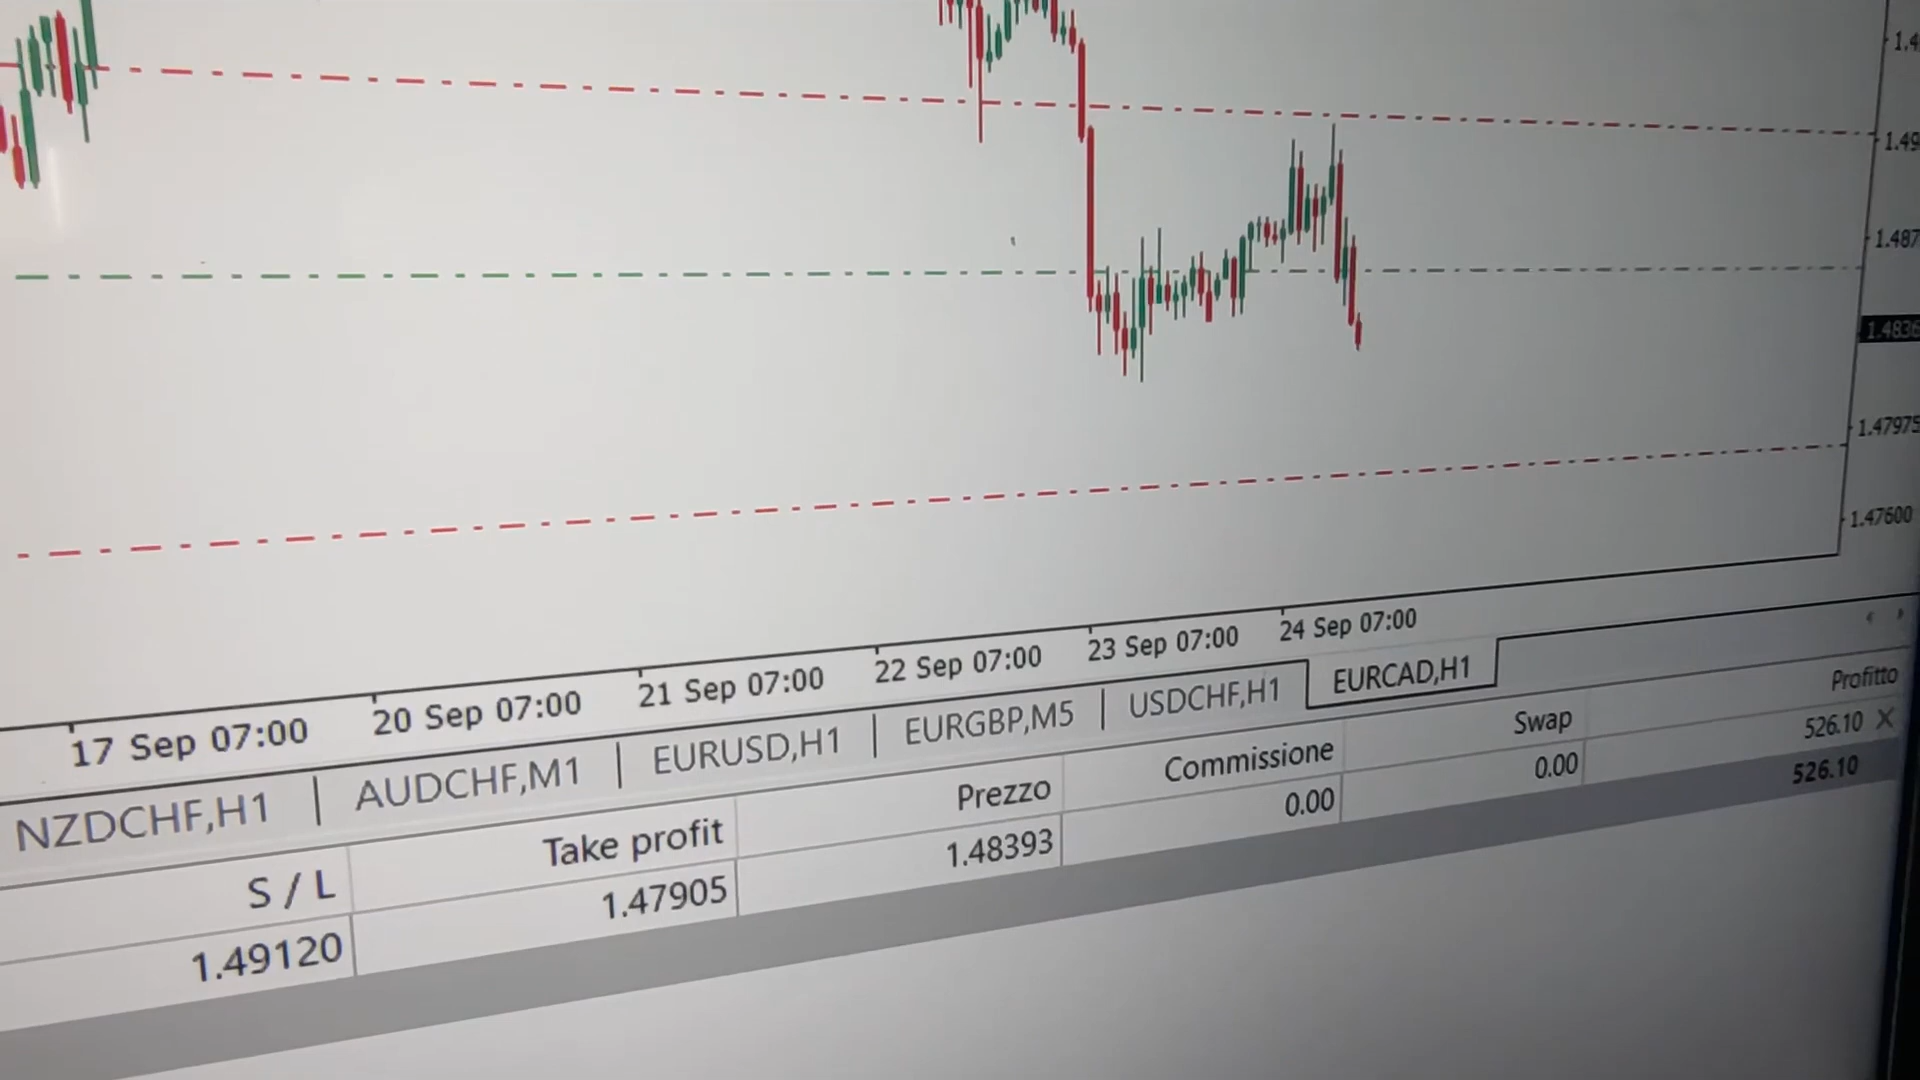 1.4
1.49
1.487
1.4836
1.47975
1.47600
17 Sep 07:00 20 Sep 07:00 21 Sep 07:00 22 Sep 07:00 23 Sep 07:00 24 Sep 07:00
NZDCHF,H1 | AUDCHF,M1 | EURUSD,H1 | EURGBP,M5 | USDCHF,H1 EURCAD,H1
S / L Take profit Prezzo Commissione Swap Profitto
1.49120 1.47905 1.48393 0.00 0.00 526.10 X
526.10